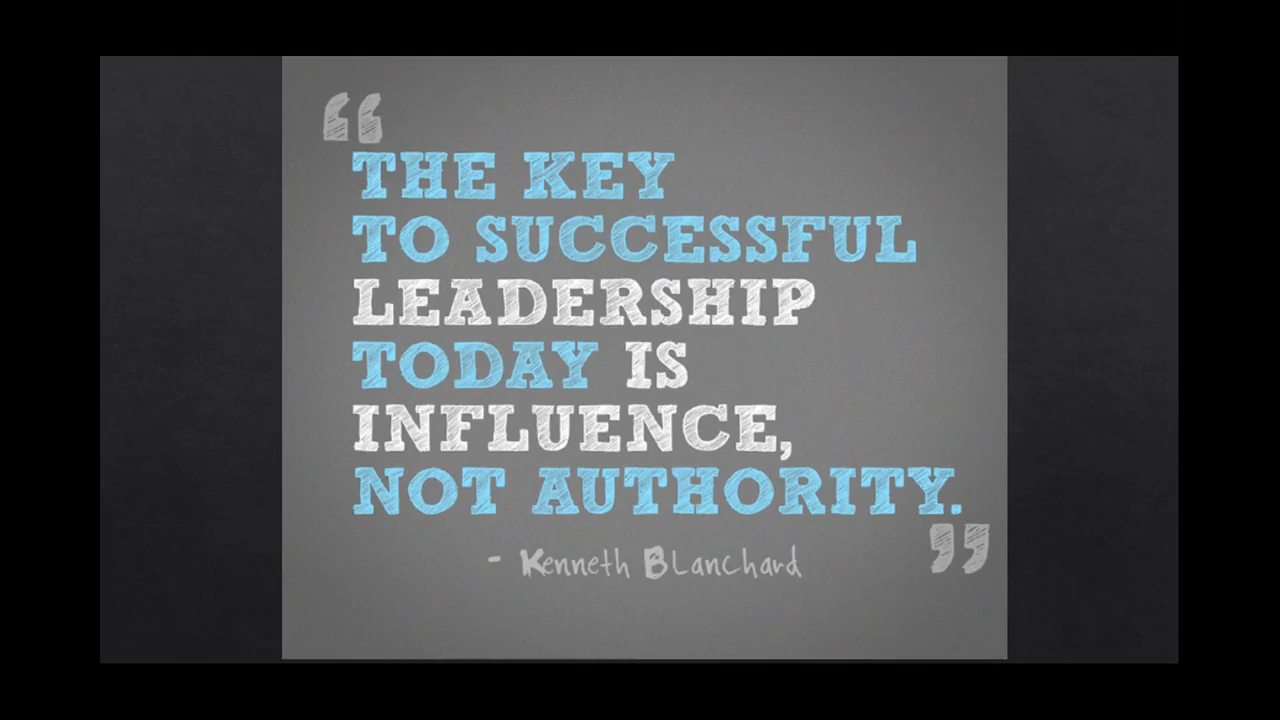 “
THE KEY
TO SUCCESSFUL
LEADERSHIP
TODAY IS
INFLUENCE,
NOT AUTHORITY.
”
- Kenneth Blanchard